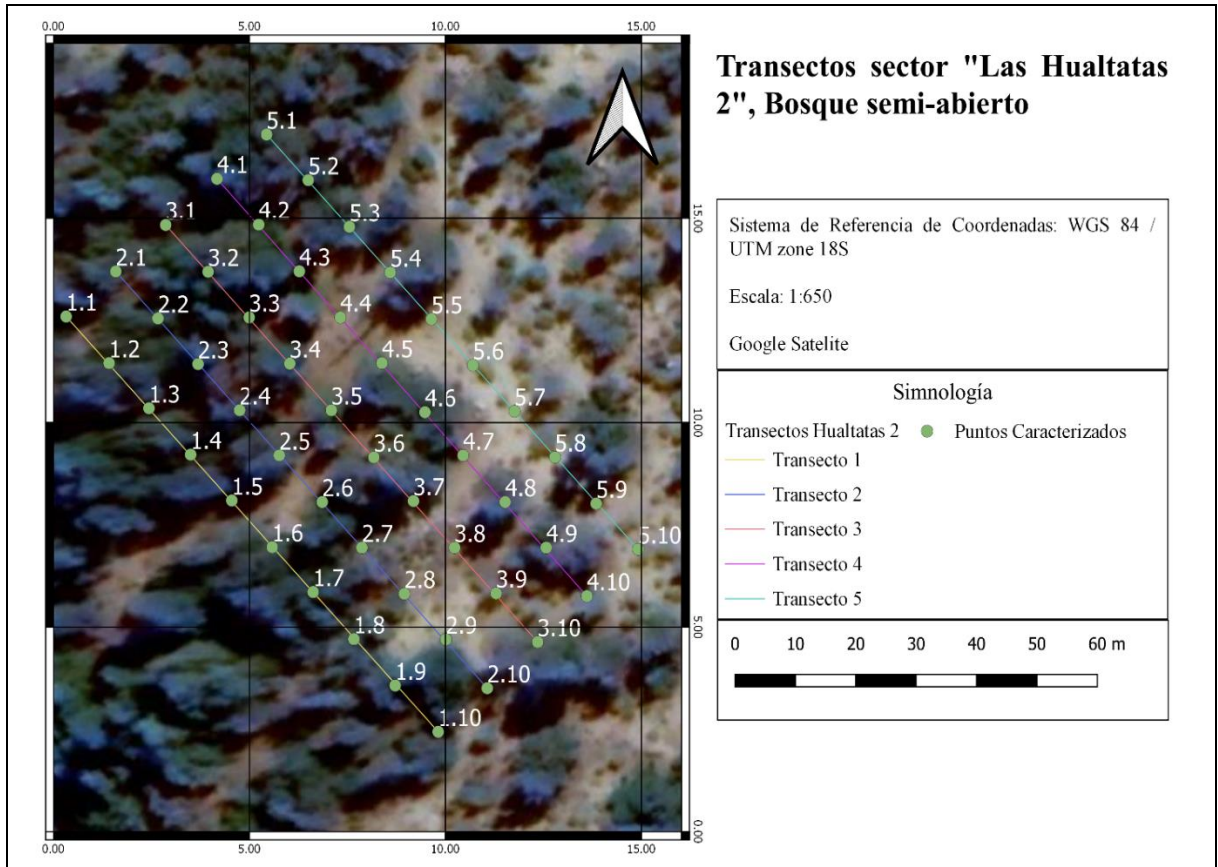 0.00 5.00 10.00 15.00
5.1
4.1 5.2
3.1 4.2 5.3
2.1 3.2 4.3 5.4
1.1 2.2 3.3 4.4 5.5
1.2 2.3 3.4 4.5 5.6
1.3 2.4 3.5 4.6 5.7
1.4 2.5 3.6 4.7 5.8
1.5 2.6 3.7 4.8 5.9
1.6 2.7 3.8 4.9 5.10
1.7 2.8 3.9 4.10
1.8 2.9 3.10
1.9 2.10
1.10
15.00
10.00
5.00
0.00
0.00 5.00 10.00 15.00
Transectos sector "Las Hualtatas
2", Bosque semi-abierto
Sistema de Referencia de Coordenadas: WGS 84 /
UTM zone 18S
Escala: 1:650
Google Satelite
Simnología
Transectos Hualtatas 2 Puntos Caracterizados
Transecto 1
Transecto 2
Transecto 3
Transecto 4
Transecto 5
0 10 20 30 40 50 60 m